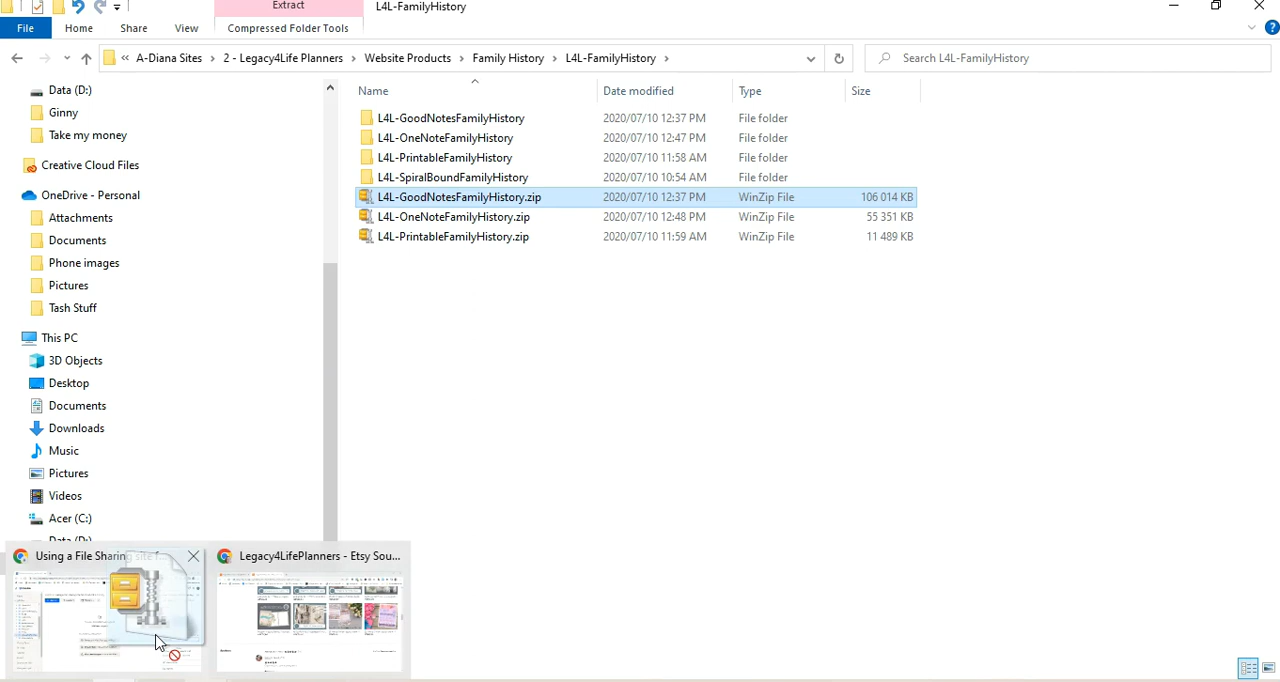 Extract
L4L-FamilyHistory
File
Home
Share
View
Compressed Folder Tools
« A-Diana Sites > 2 - Legacy4Life Planners > Website Products > Family History > L4L-FamilyHistory >
Search L4L-FamilyHistory
Name Date modified Type Size
L4L-GoodNotesFamilyHistory 2020/07/10 12:37 PM File folder
L4L-OneNoteFamilyHistory 2020/07/10 12:47 PM File folder
L4L-PrintableFamilyHistory 2020/07/10 11:58 AM File folder
L4L-SpiralBoundFamilyHistory 2020/07/10 10:54 AM File folder
L4L-GoodNotesFamilyHistory.zip 2020/07/10 12:37 PM WinZip File 106 014 KB
L4L-OneNoteFamilyHistory.zip 2020/07/10 12:48 PM WinZip File 55 351 KB
L4L-PrintableFamilyHistory.zip 2020/07/10 11:59 AM WinZip File 11 489 KB
Data (D:)
Ginny
Take my money
Creative Cloud Files
OneDrive - Personal
Attachments
Documents
Phone images
Pictures
Tash Stuff
This PC
3D Objects
Desktop
Documents
Downloads
Music
Pictures
Videos
Acer (C:)
Data (D:)
Using a File Sharing site f...
Legacy4LifePlanners - Etsy Sou...